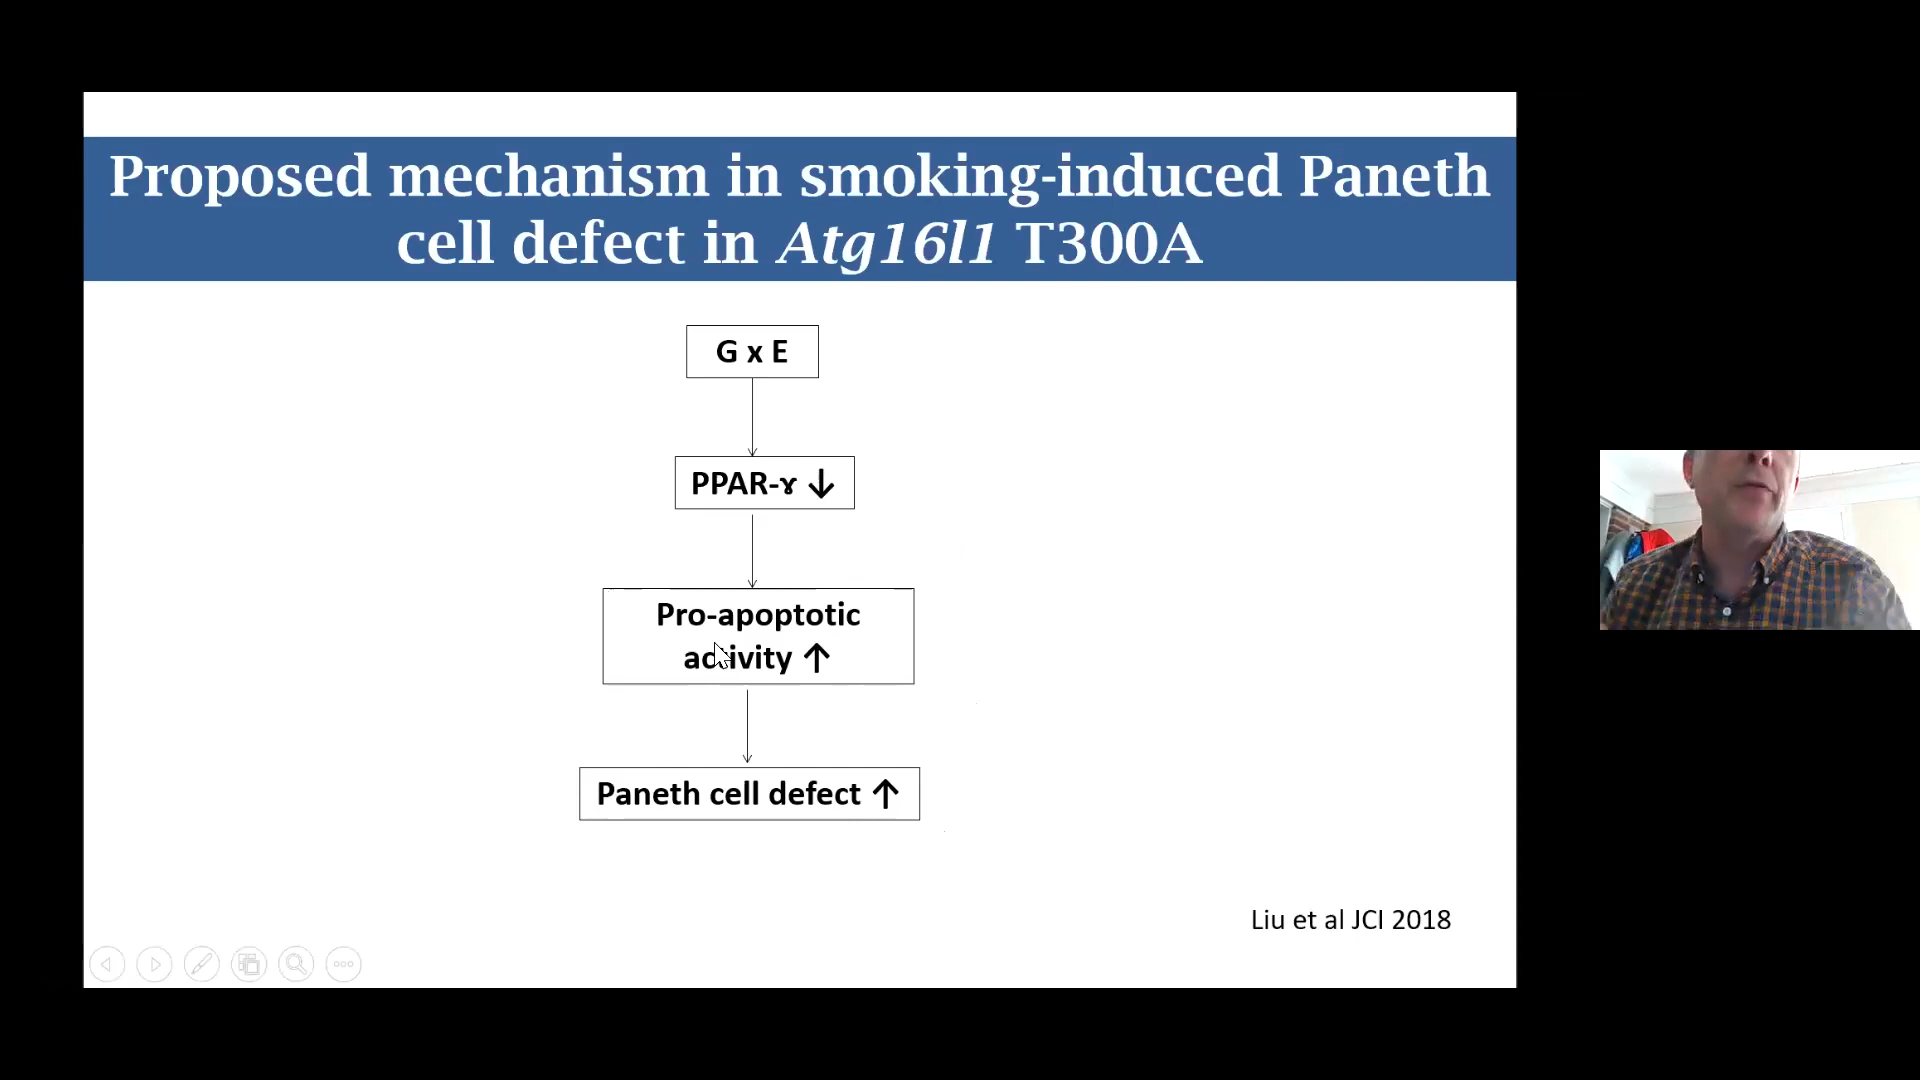 Proposed mechanism in smoking-induced Paneth
cell defect in Atg16l1 T300A
G x E
PPAR-ɤ ↓
Pro-apoptotic
activity ↑
Paneth cell defect ↑
Liu et al JCI 2018